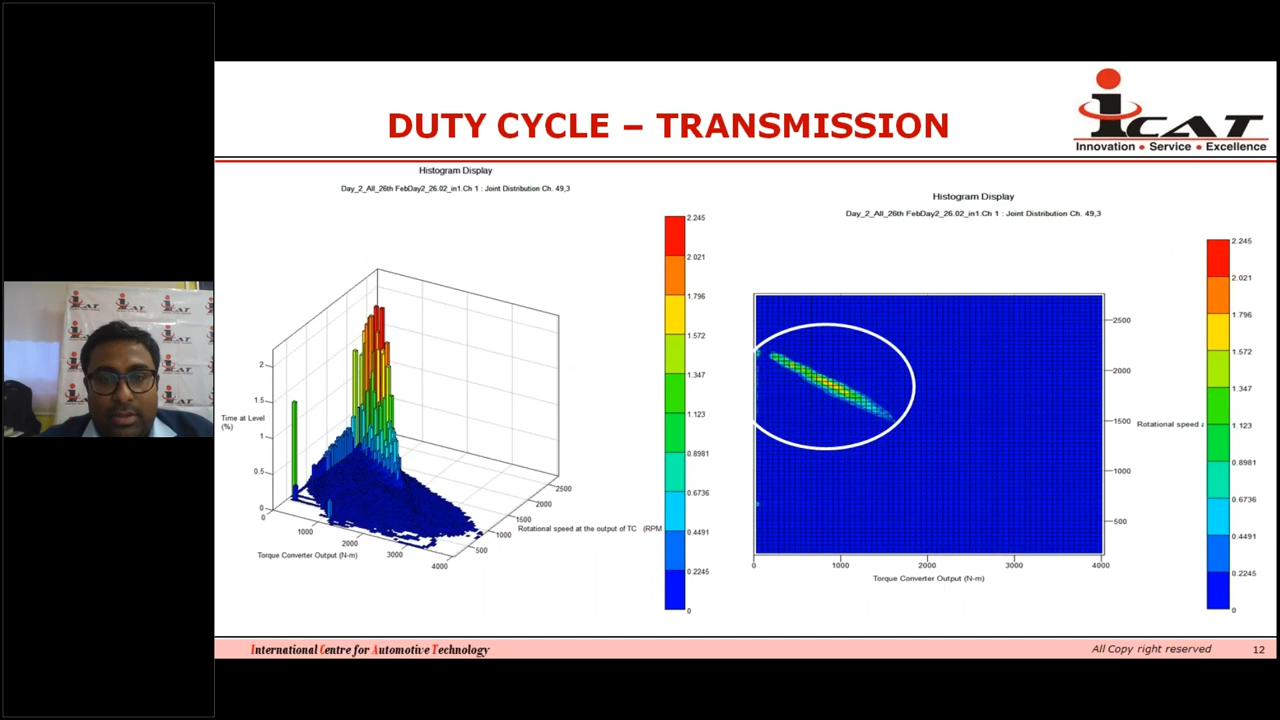 DUTY CYCLE – TRANSMISSION
iCAT
Innovation • Service • Excellence
Histogram Display
Day_2_All_26th FebDay2_26.02_in1.Ch 1 : Joint Distribution Ch. 49,3
2
1.5
1
0.5
0
Time at Level
(%)
0
1000
2000
3000
4000
Torque Converter Output (N-m)
500
1000
1500
2000
2500
Rotational speed at the output of TC (RPM
2.245
2.021
1.796
1.572
1.347
1.123
0.8981
0.6736
0.4491
0.2245
0
Histogram Display
Day_2_All_26th FebDay2_26.02_in1.Ch 1 : Joint Distribution Ch. 49,3
2500
2000
1500
1000
500
Rotational speed a
0
1000
2000
3000
4000
Torque Converter Output (N-m)
2.245
2.021
1.796
1.572
1.347
1.123
0.8981
0.6736
0.4491
0.2245
0
iCAT
iCAT
iCAT
International Centre for Automotive Technology
All Copy right reserved
12